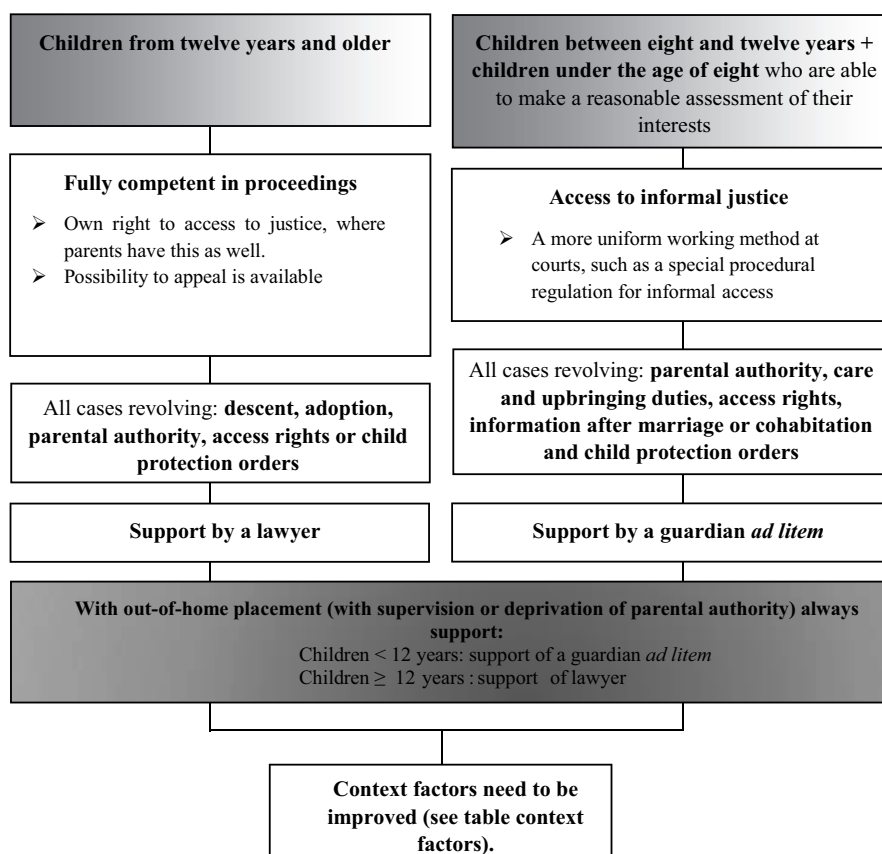 Children from twelve years and older
Children between eight and twelve years +
children under the age of eight who are able
to make a reasonable assessment of their
interests
Fully competent in proceedings
➢ Own right to access to justice, where
parents have this as well.
➢ Possibility to appeal is available
Access to informal justice
➢ A more uniform working method at
courts, such as a special procedural
regulation for informal access
All cases revolving: descent, adoption,
parental authority, access rights or child
protection orders
All cases revolving: parental authority, care
and upbringing duties, access rights,
information after marriage or cohabitation
and child protection orders
Support by a lawyer
Support by a guardian ad litem
With out-of-home placement (with supervision or deprivation of parental authority) always
support:
Children < 12 years: support of a guardian ad litem
Children ≥ 12 years : support of lawyer
Context factors need to be
improved (see table context
factors).